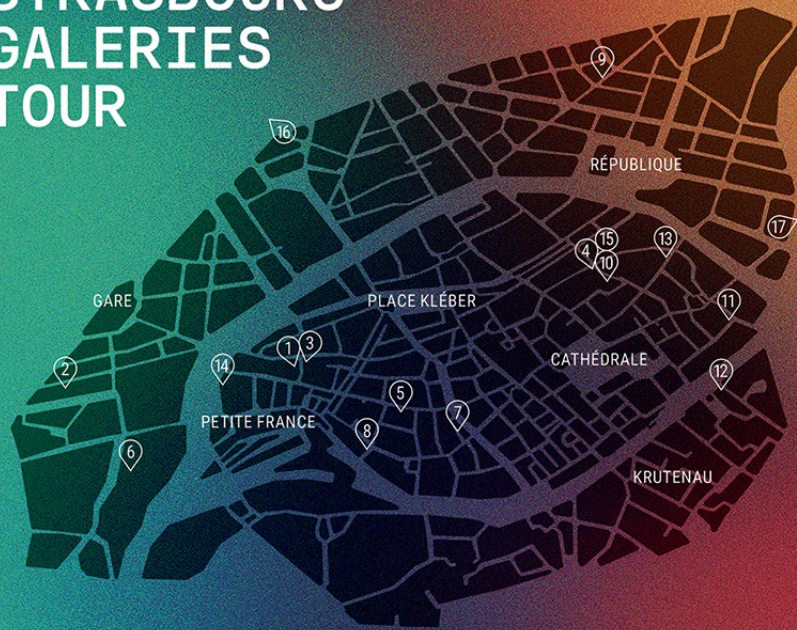 STRASBOURG
GALERIES
TOUR
9
16
RÉPUBLIQUE
17
4
15
13
10
GARE
PLACE KLÉBER
11
1
3
CATHÉDRALE
2
14
12
5
7
PETITE FRANCE
8
6
KRUTENAU